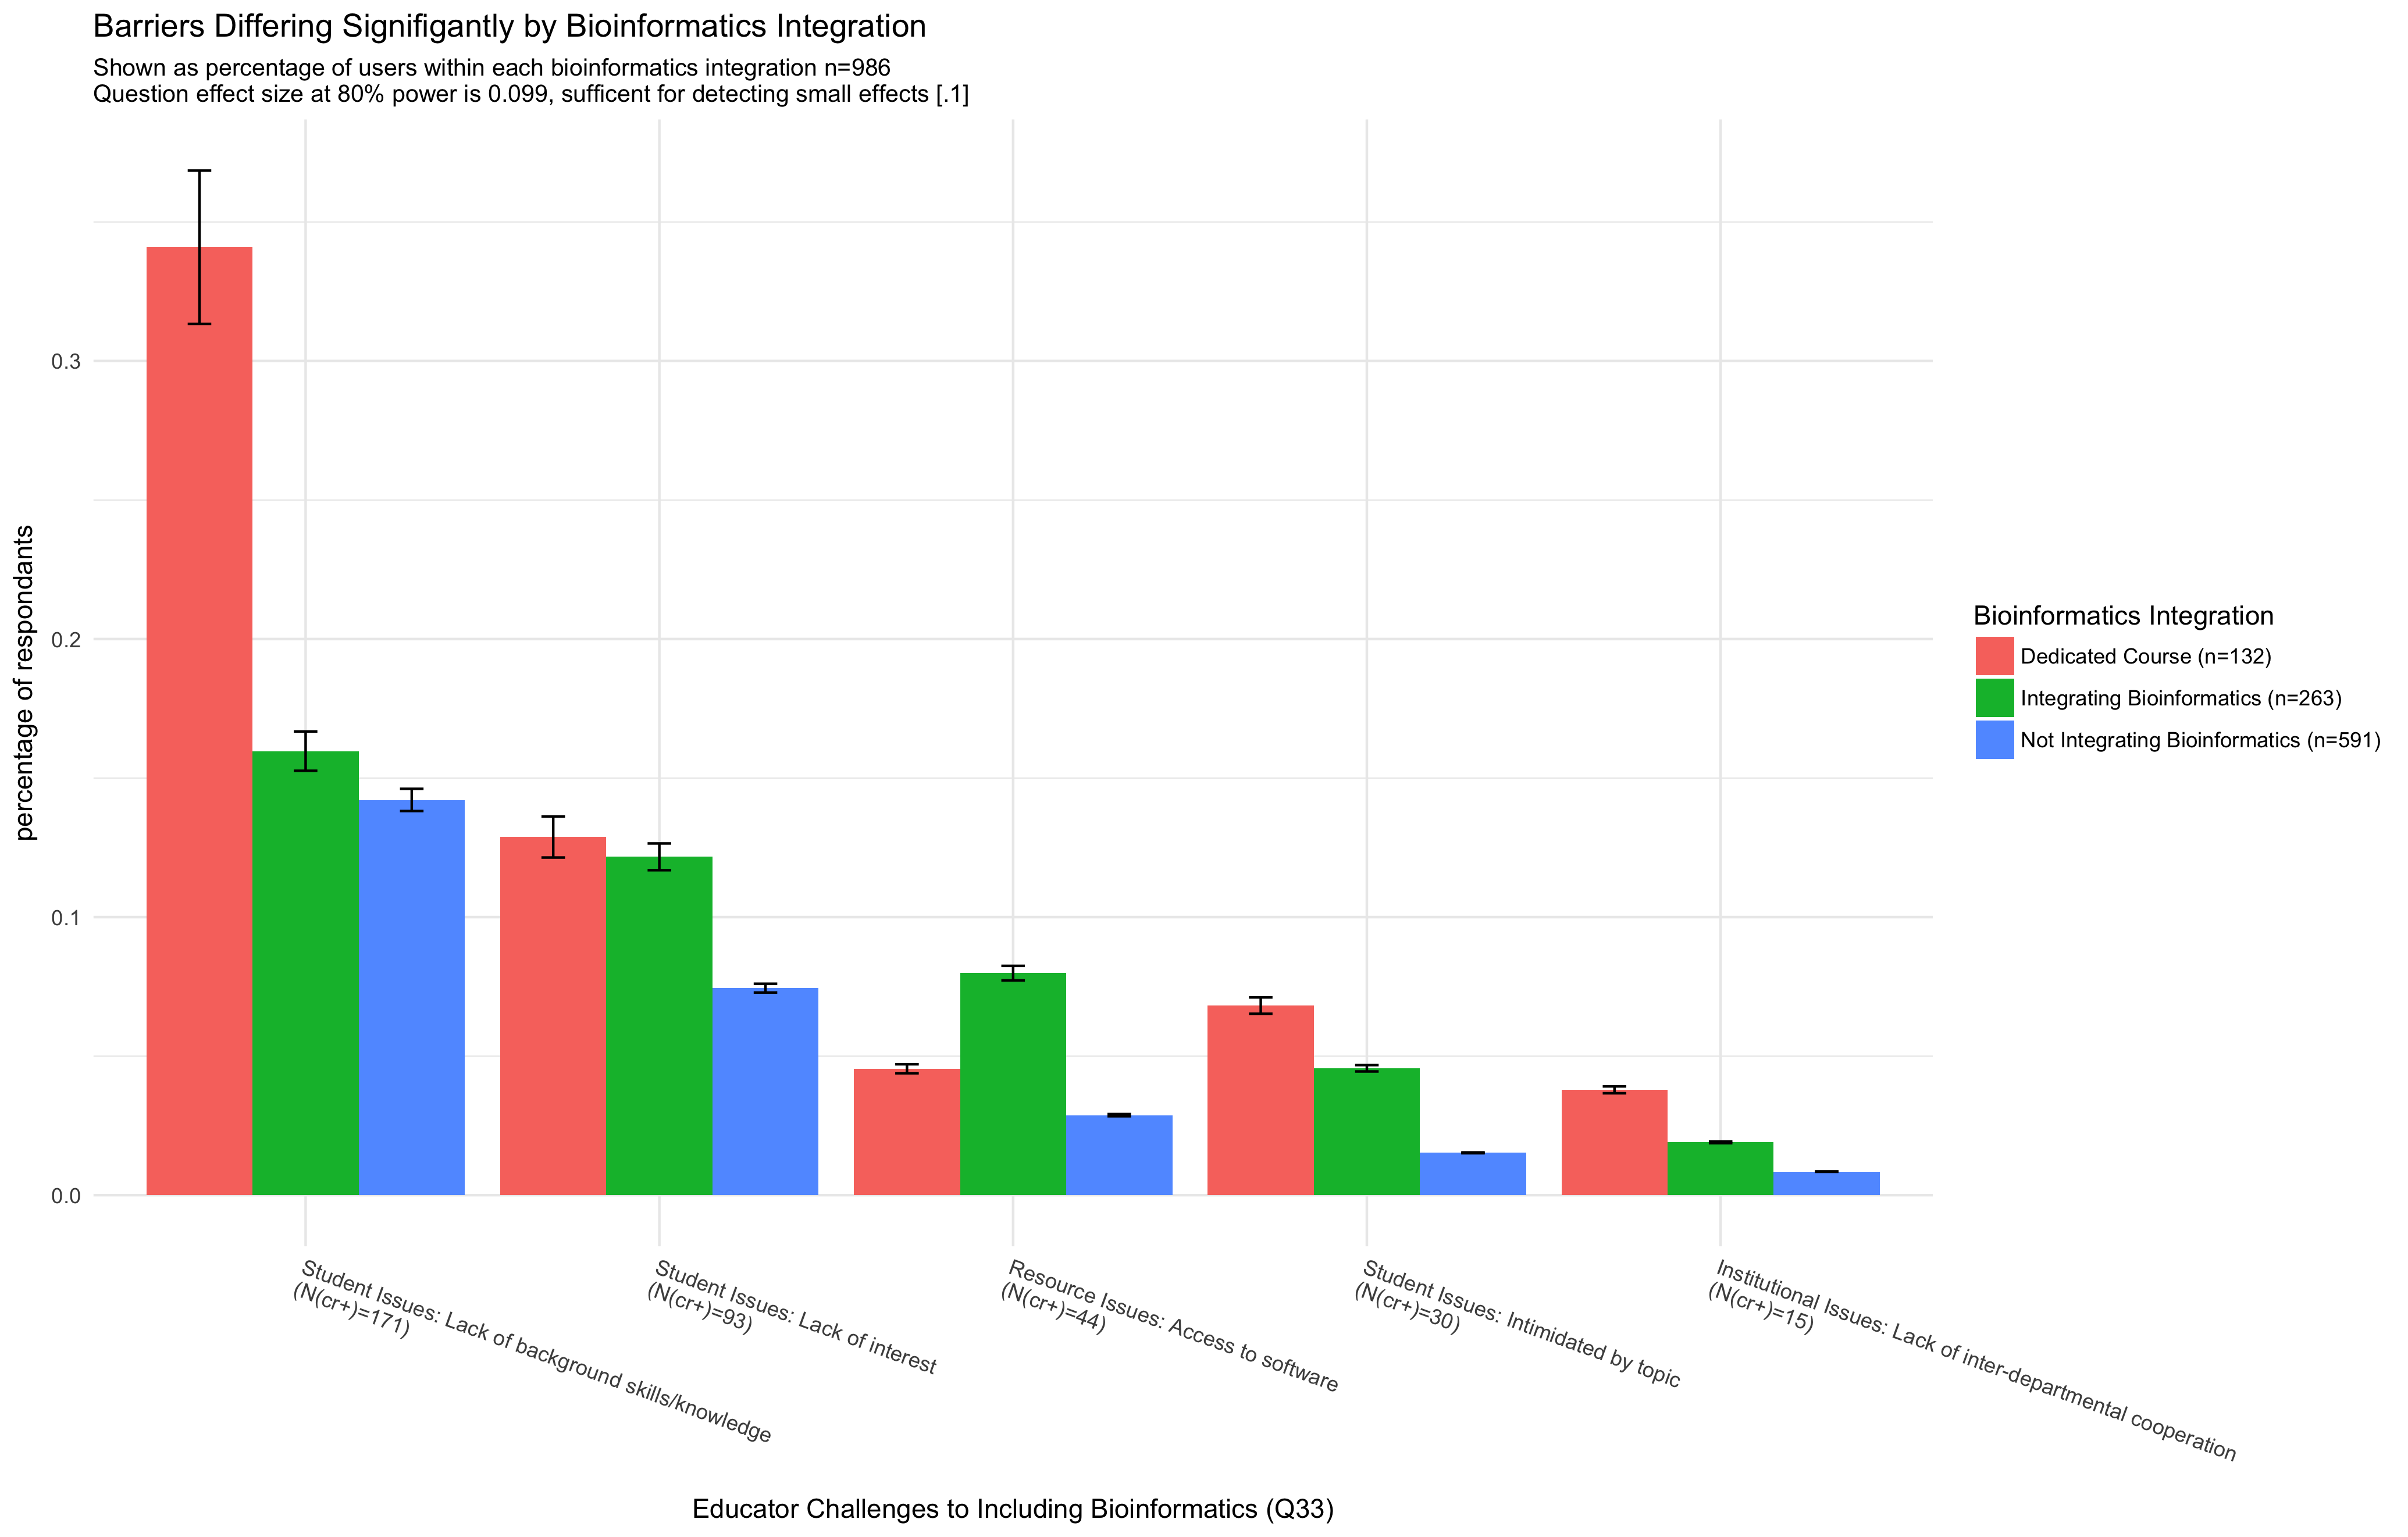 Barriers Differing Signifigantly by Bioinformatics Integration
Shown as percentage of users within each bioinformatics integration n=986
Question effect size at 80% power is 0.099, sufficent for detecting small effects [.1]
percentage of respondants
0.3
0.2
0.1
0.0
Student Issues: Lack of background skills/knowledge
(N(cr+)=171)
Student Issues: Lack of interest
(N(cr+)=93)
Resource Issues: Access to software
(N(cr+)=44)
Student Issues: Intimidated by topic
(N(cr+)=30)
Institutional Issues: Lack of inter-departmental cooperation
(N(cr+)=15)
Educator Challenges to Including Bioinformatics (Q33)
Bioinformatics Integration
Dedicated Course (n=132)
Integrating Bioinformatics (n=263)
Not Integrating Bioinformatics (n=591)